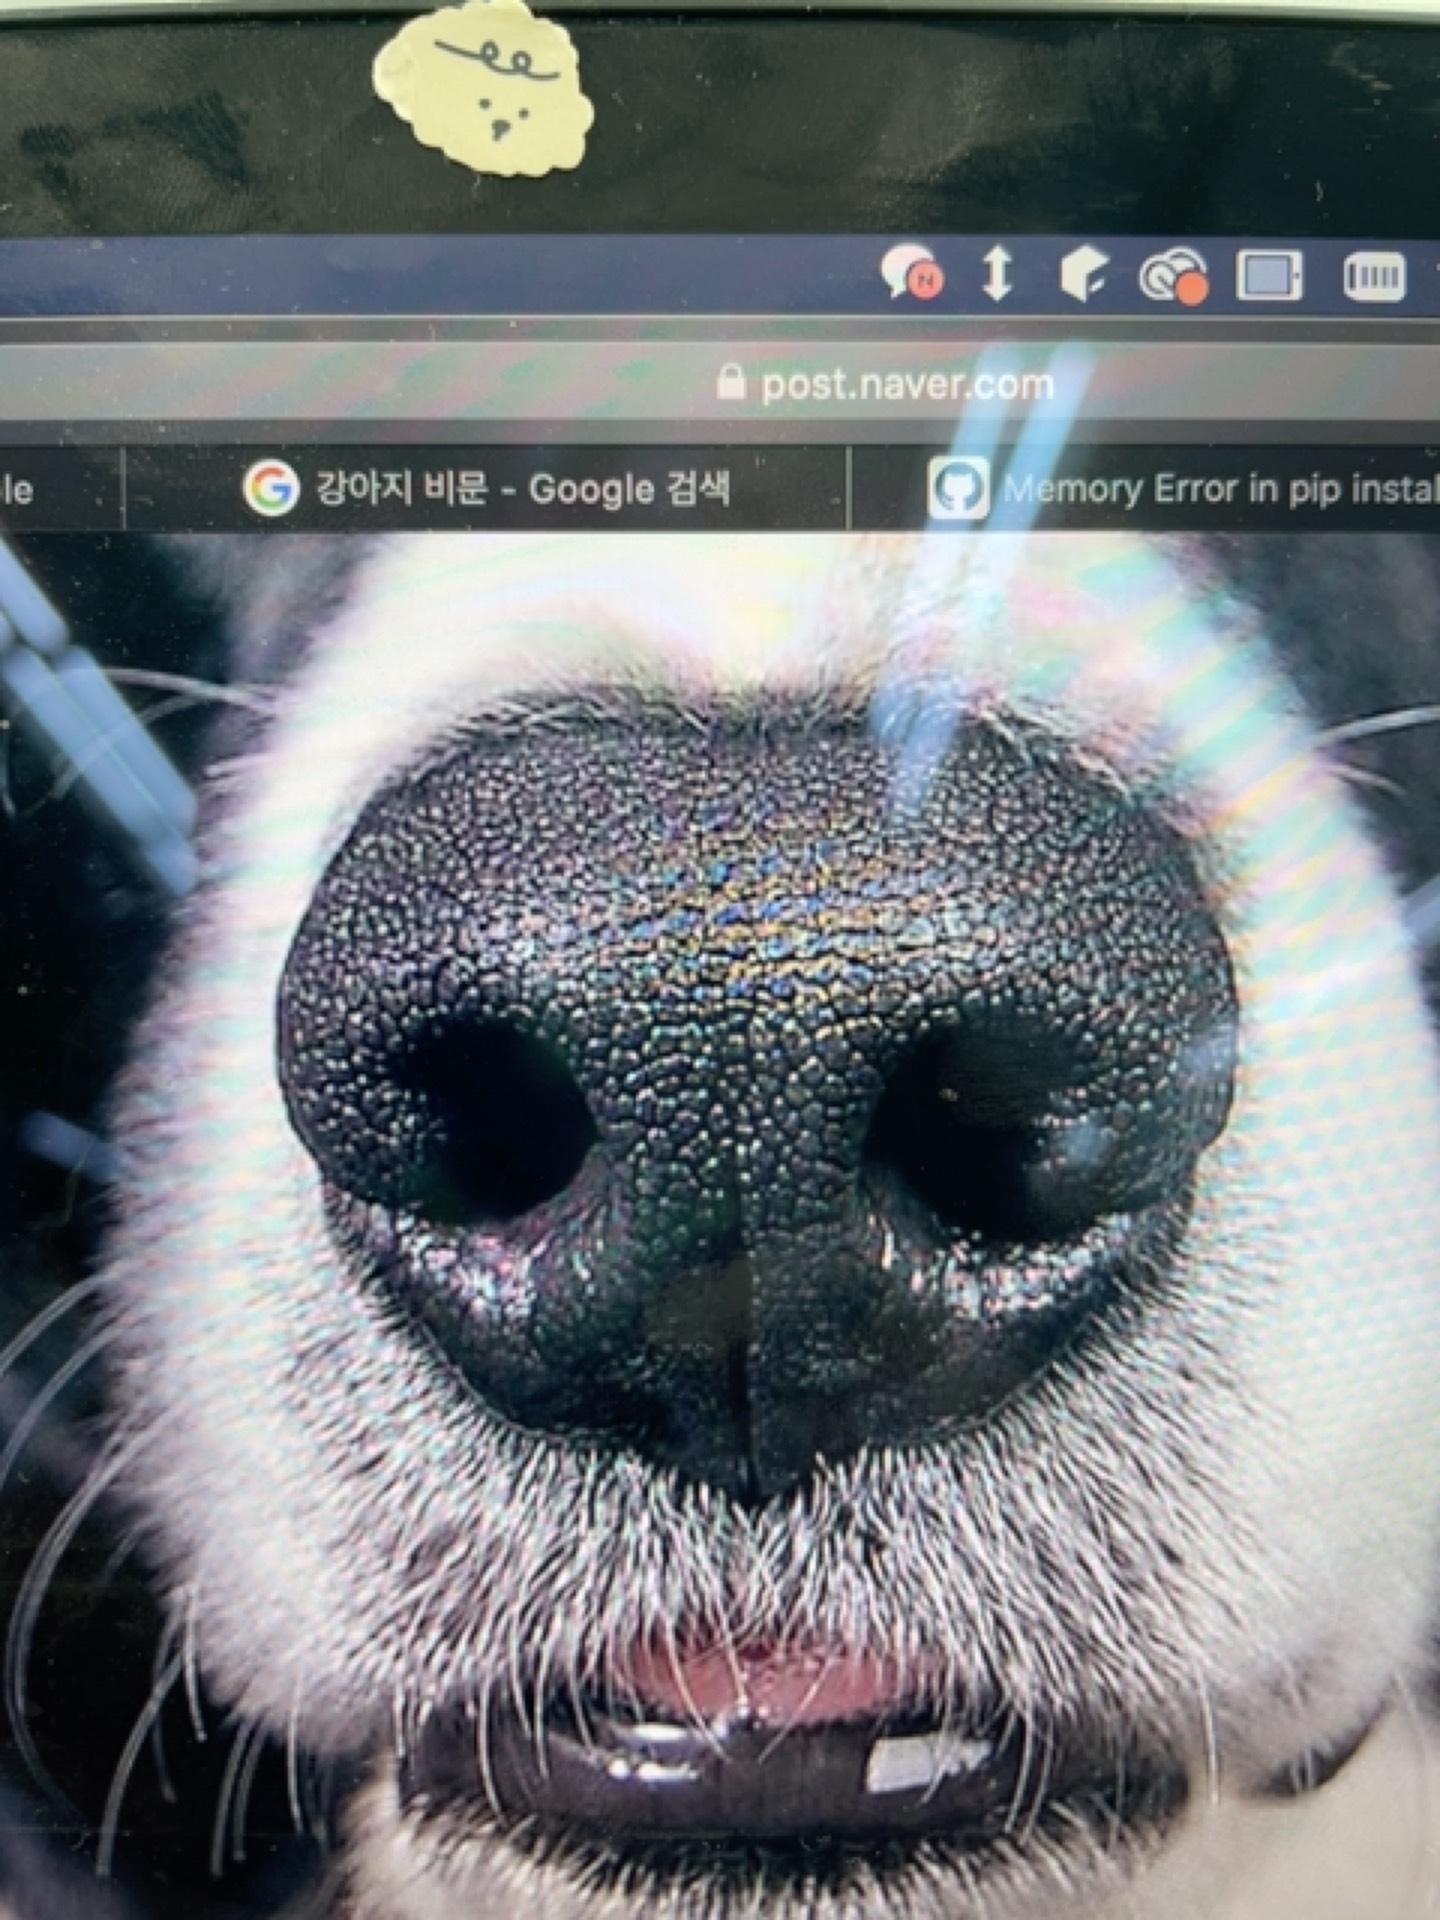 N
post.naver.com
le
강아지 비문 - Google 검색
Memory Error in pip instal